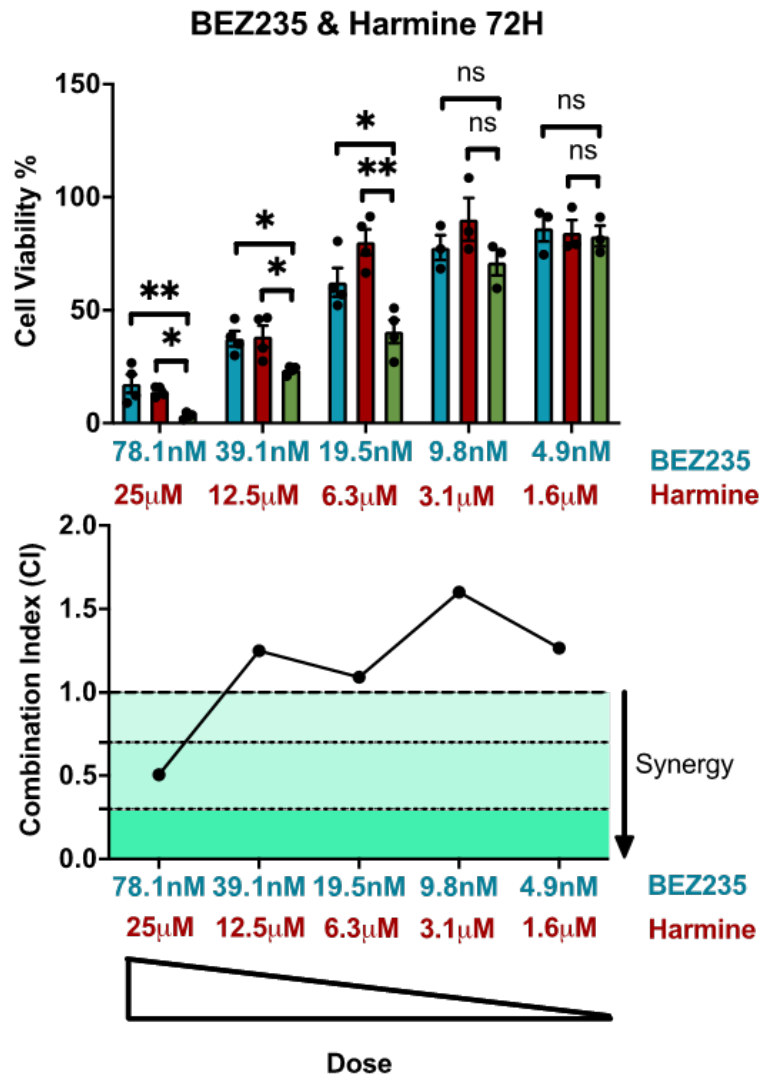 BEZ235 & Harmine 72H
Cell Viability %
150
100
50
0
** * * * * ** ns ns ns ns
78.1nM 39.1nM 19.5nM 9.8nM 4.9nM BEZ235
25μM 12.5μM 6.3μM 3.1μM 1.6μM Harmine
Combination Index (CI)
2.0
1.5
1.0
0.5
0.0
Synergy
78.1nM 39.1nM 19.5nM 9.8nM 4.9nM BEZ235
25μM 12.5μM 6.3μM 3.1μM 1.6μM Harmine
Dose